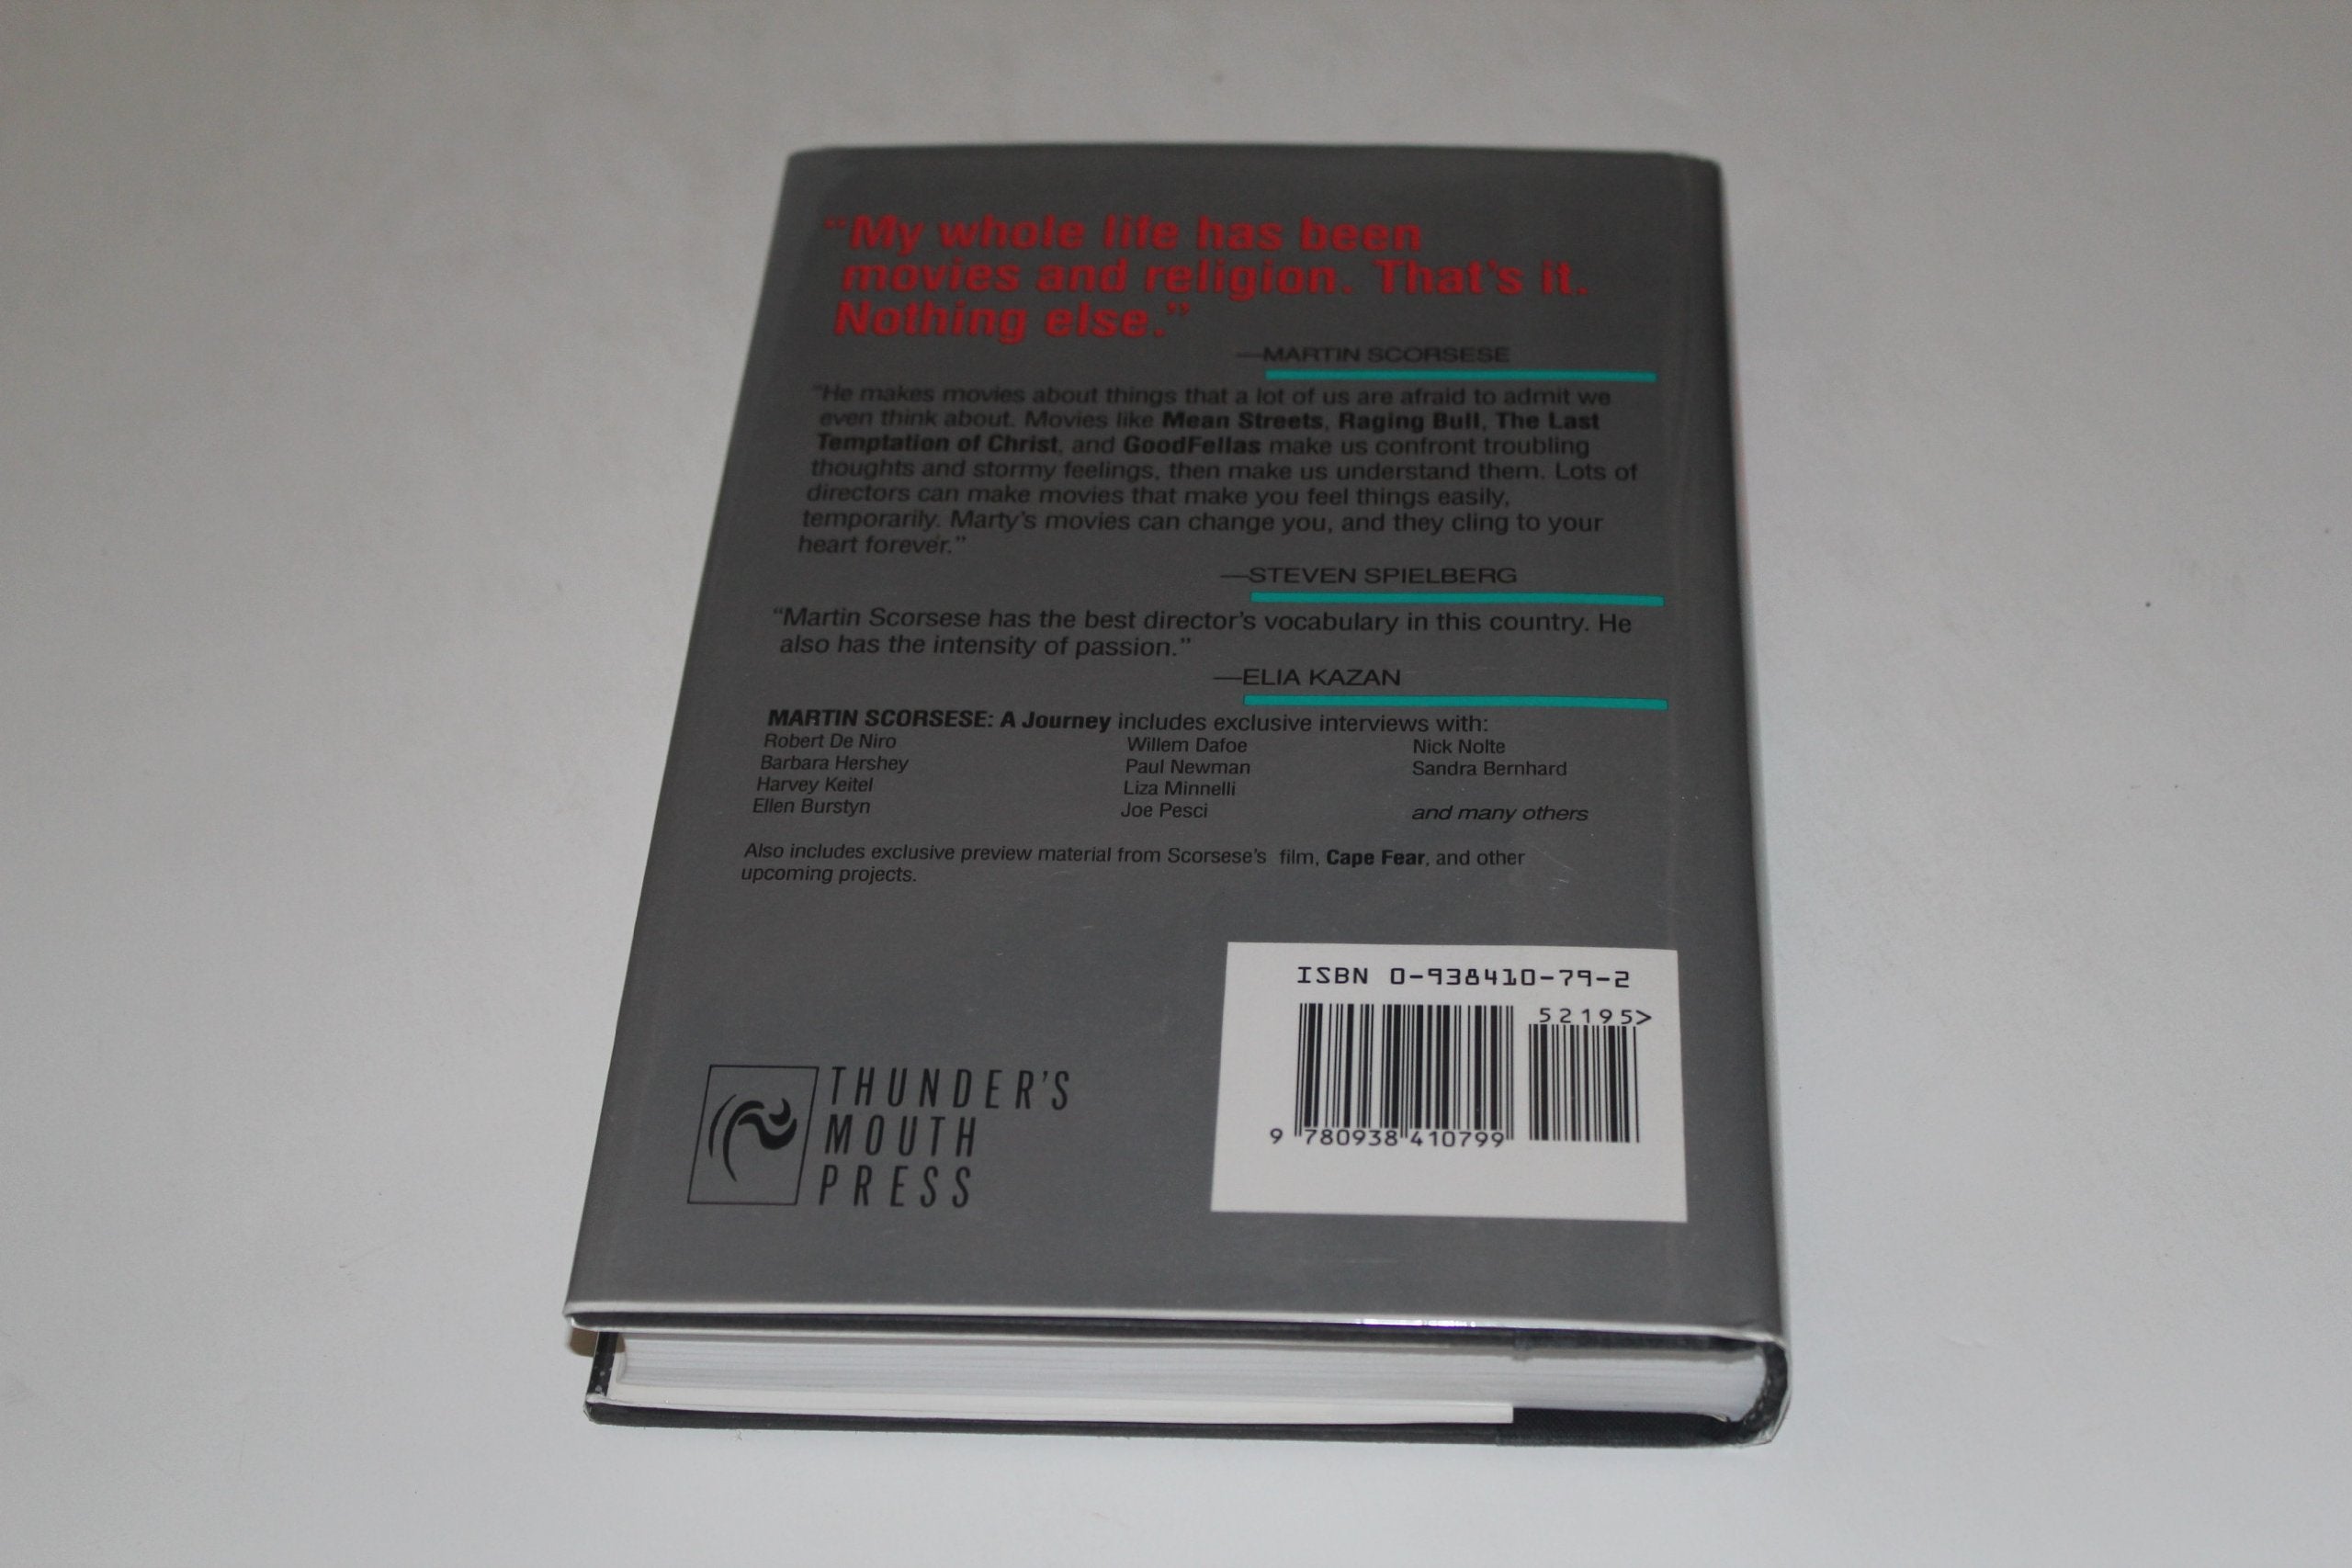 “My whole life has been
movies and religion. That’s it.
Nothing else.”
—MARTIN SCORSESE
“He makes movies about things that a lot of us are afraid to admit we
even think about. Movies like Mean Streets, Raging Bull, The Last
Temptation of Christ, and GoodFellas make us confront troubling
thoughts and stormy feelings, then make us understand them. Lots of
directors can make movies that make you feel things easily,
temporarily. Marty’s movies can change you, and they cling to your
heart forever.”
—STEVEN SPIELBERG
“Martin Scorsese has the best director’s vocabulary in this country. He
also has the intensity of passion.”
—ELIA KAZAN
MARTIN SCORSESE: A Journey includes exclusive interviews with:
Robert De Niro Willem Dafoe Nick Nolte
Barbara Hershey Paul Newman Sandra Bernhard
Harvey Keitel Liza Minnelli
Ellen Burstyn Joe Pesci and many others
Also includes exclusive preview material from Scorsese’s film, Cape Fear, and other
upcoming projects.
ISBN 0-938410-79-2
52195>
9 780938 410799
THUNDER’S
MOUTH
PRESS